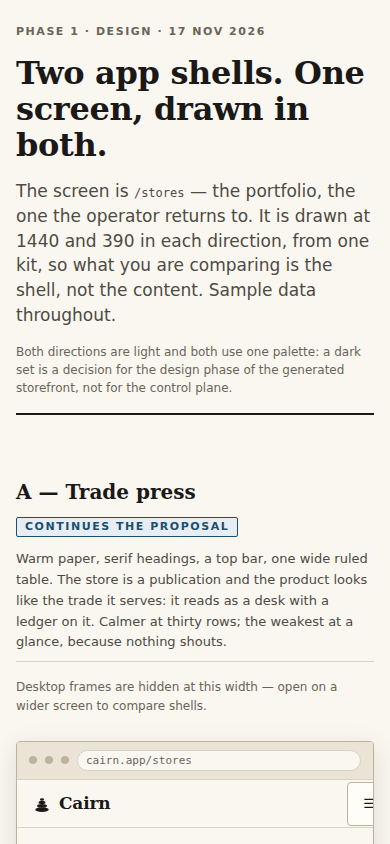 PHASE 1 · DESIGN · 17 NOV 2026
Two app shells. One
screen, drawn in
both.
The screen is /stores — the portfolio, the
one the operator returns to. It is drawn at
1440 and 390 in each direction, from one
kit, so what you are comparing is the
shell, not the content. Sample data
throughout.
Both directions are light and both use one palette: a dark
set is a decision for the design phase of the generated
storefront, not for the control plane.
A — Trade press
CONTINUES THE PROPOSAL
Warm paper, serif headings, a top bar, one wide ruled
table. The store is a publication and the product looks
like the trade it serves: it reads as a desk with a
ledger on it. Calmer at thirty rows; the weakest at a
glance, because nothing shouts.
Desktop frames are hidden at this width — open on a
wider screen to compare shells.
cairn.app/stores
Cairn